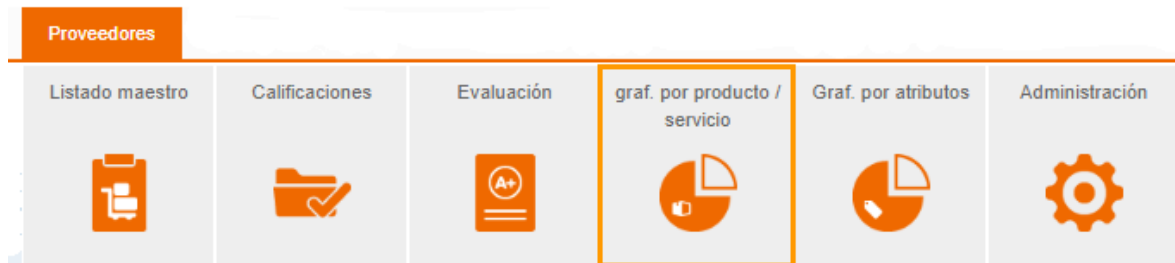 Proveedores
Listado maestro
Calificaciones
Evaluación
graf. por producto /
servicio
Graf. por atributos
Administración
A+